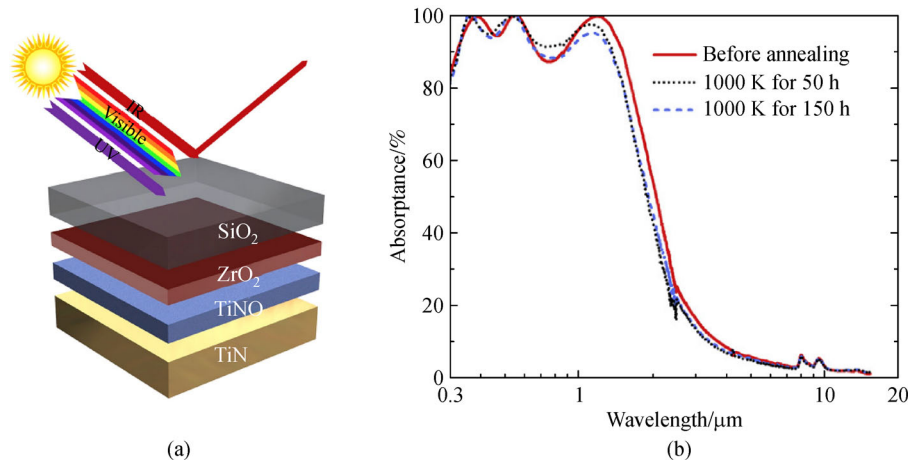 IR
Visible
UV
SiO₂
ZrO₂
TiNO
TiN
(a)
100
80
60
40
20
0
Absorptance/%
Before annealing
1000 K for 50 h
1000 K for 150 h
0.3
1
2
10
20
Wavelength/μm
(b)